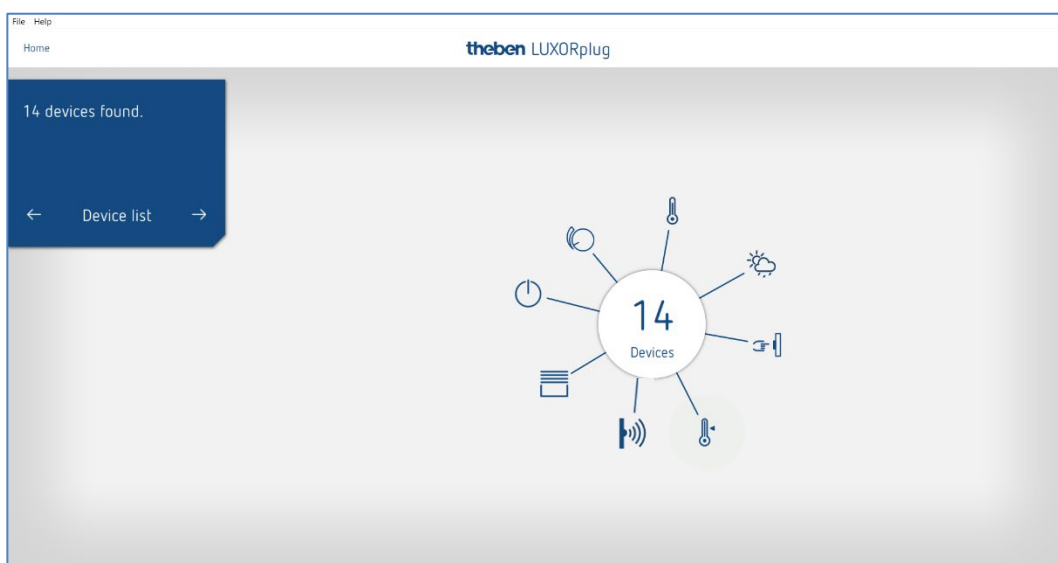 File Help
Home
theben LUXORplug
14 devices found.
← Device list →
14
Devices